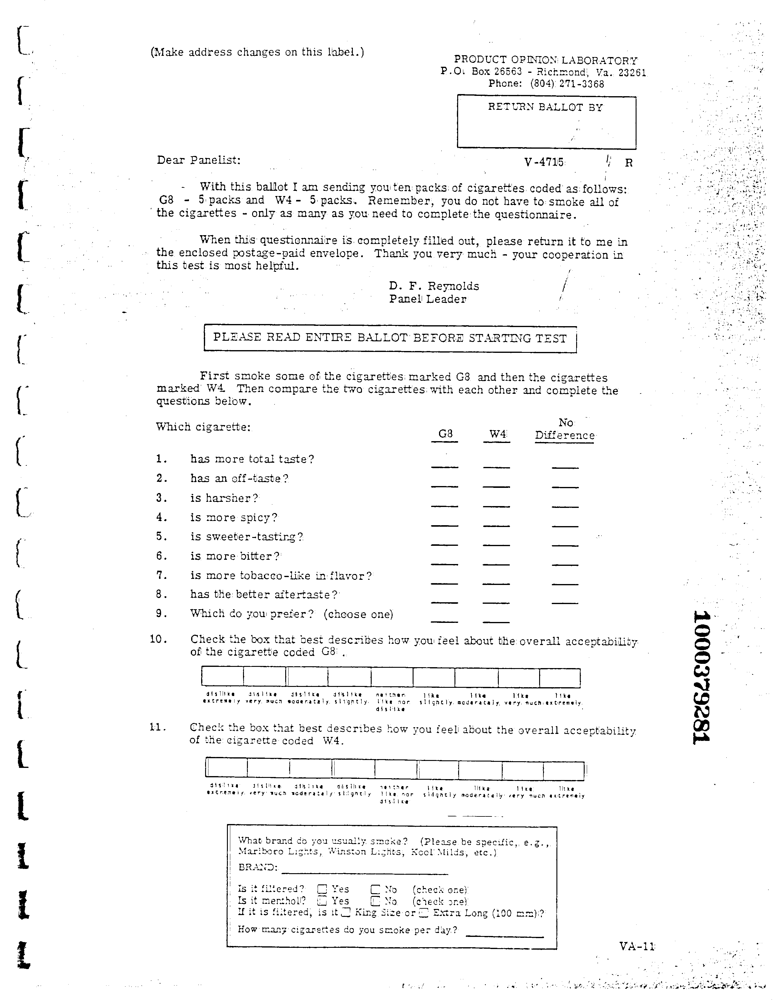 (Make address changes on this label.)
PRODUCT OPINION LABORATORY
P.O. Box 26563 - Richmond, Va. 23261
Phone: (804) 271-3368
RETURN BALLOT BY
Dear Panelist:
V-4715 R
- With this ballot I am sending you ten packs of cigarettes coded as follows:
G8 - 5 packs and W4 - 5 packs. Remember, you do not have to smoke all of
the cigarettes - only as many as you need to complete the questionnaire.
When this questionnaire is completely filled out, please return it to me in
the enclosed postage-paid envelope. Thank you very much - your cooperation in
this test is most helpful.
D. F. Reynolds
Panel Leader
PLEASE READ ENTIRE BALLOT BEFORE STARTING TEST
First smoke some of the cigarettes marked G8 and then the cigarettes
marked W4. Then compare the two cigarettes with each other and complete the
questions below.
Which cigarette:
G8 W4 No Difference
1. has more total taste?
2. has an off-taste?
3. is harsher?
4. is more spicy?
5. is sweeter-tasting?
6. is more bitter?
7. is more tobacco-like in flavor?
8. has the better aftertaste?
9. Which do you prefer? (choose one)
10. Check the box that best describes how you feel about the overall acceptability
of the cigarette coded G8.
dislike dislike dislike dislike neither like like like like
extremely very much moderately slightly like nor slightly moderately very much extremely
dislike
11. Check the box that best describes how you feel about the overall acceptability
of the cigarette coded W4.
dislike dislike dislike dislike neither like like like like
extremely very much moderately slightly like nor slightly moderately very much extremely
dislike
What brand do you usually smoke? (Please be specific, e.g.,
Marlboro Lights, Winston Lights, Kool Milds, etc.)
BRAND:
Is it filtered? Yes No (check one)
Is it menthol? Yes No (check one)
If it is filtered, is it King Size or Extra Long (100 mm)?
How many cigarettes do you smoke per day?
VA-11
1000379281